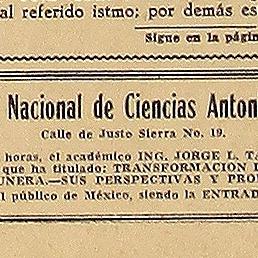 al referido istmo; por demás es
Sigue en la págin
Nacional de Ciencias Anton
Calle de Justo Sierra No. 19.
horas, el académico ING. JORGE L. TA
que ha titulado: TRANSFORMACION D
UNERA.—SUS PERSPECTIVAS Y PRO
l público de México, siendo la ENTRAD